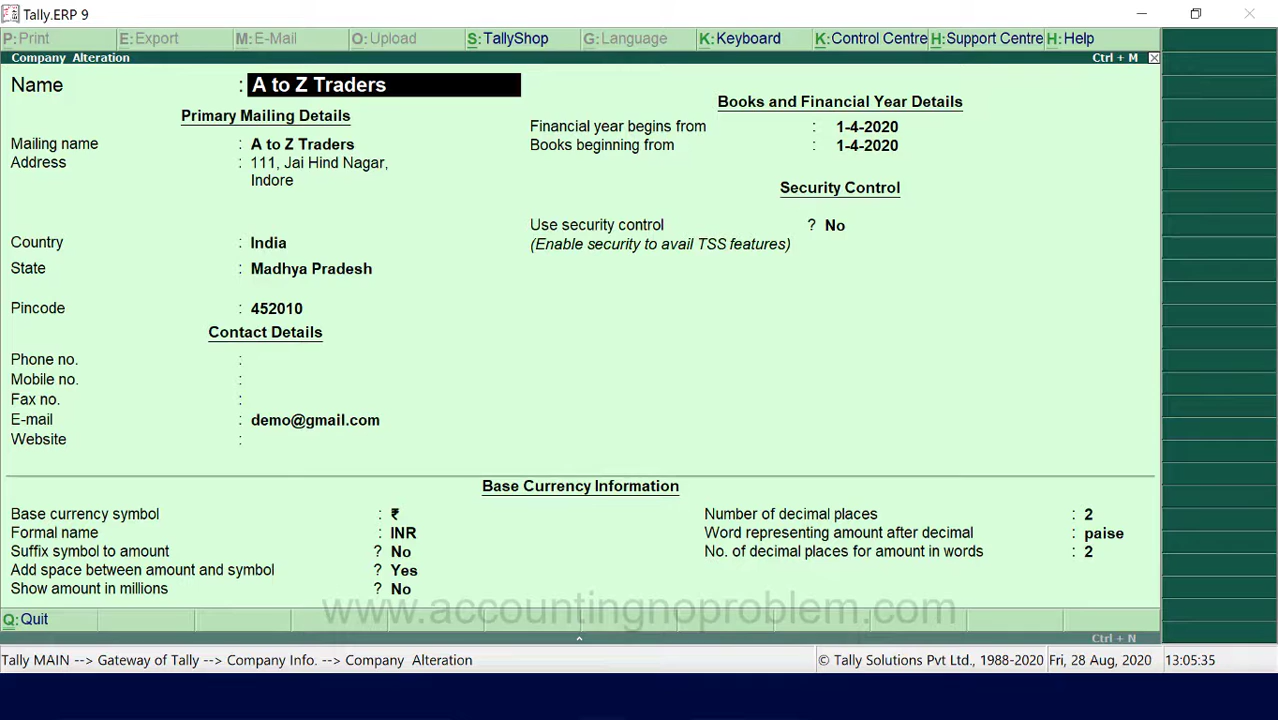 Tally.ERP 9
P: Print E: Export M: E-Mail O: Upload S: TallyShop G: Language K: Keyboard K: Control Centre H: Support Centre H: Help
Company Alteration Ctrl + M
Name : A to Z Traders
Primary Mailing Details
Mailing name : A to Z Traders
Address : 111, Jai Hind Nagar,
Indore
Country : India
State : Madhya Pradesh
Pincode : 452010
Contact Details
Phone no. :
Mobile no. :
Fax no. :
E-mail : demo@gmail.com
Website :
Books and Financial Year Details
Financial year begins from : 1-4-2020
Books beginning from : 1-4-2020
Security Control
Use security control ? No
(Enable security to avail TSS features)
Base Currency Information
Base currency symbol : ₹
Formal name : INR
Suffix symbol to amount ? No
Add space between amount and symbol ? Yes
Show amount in millions ? No
Number of decimal places : 2
Word representing amount after decimal : paise
No. of decimal places for amount in words : 2
www.accountingnoproblem.com
Q: Quit
Ctrl + N
Tally MAIN --> Gateway of Tally --> Company Info. --> Company Alteration © Tally Solutions Pvt Ltd., 1988-2020 Fri, 28 Aug, 2020 13:05:35